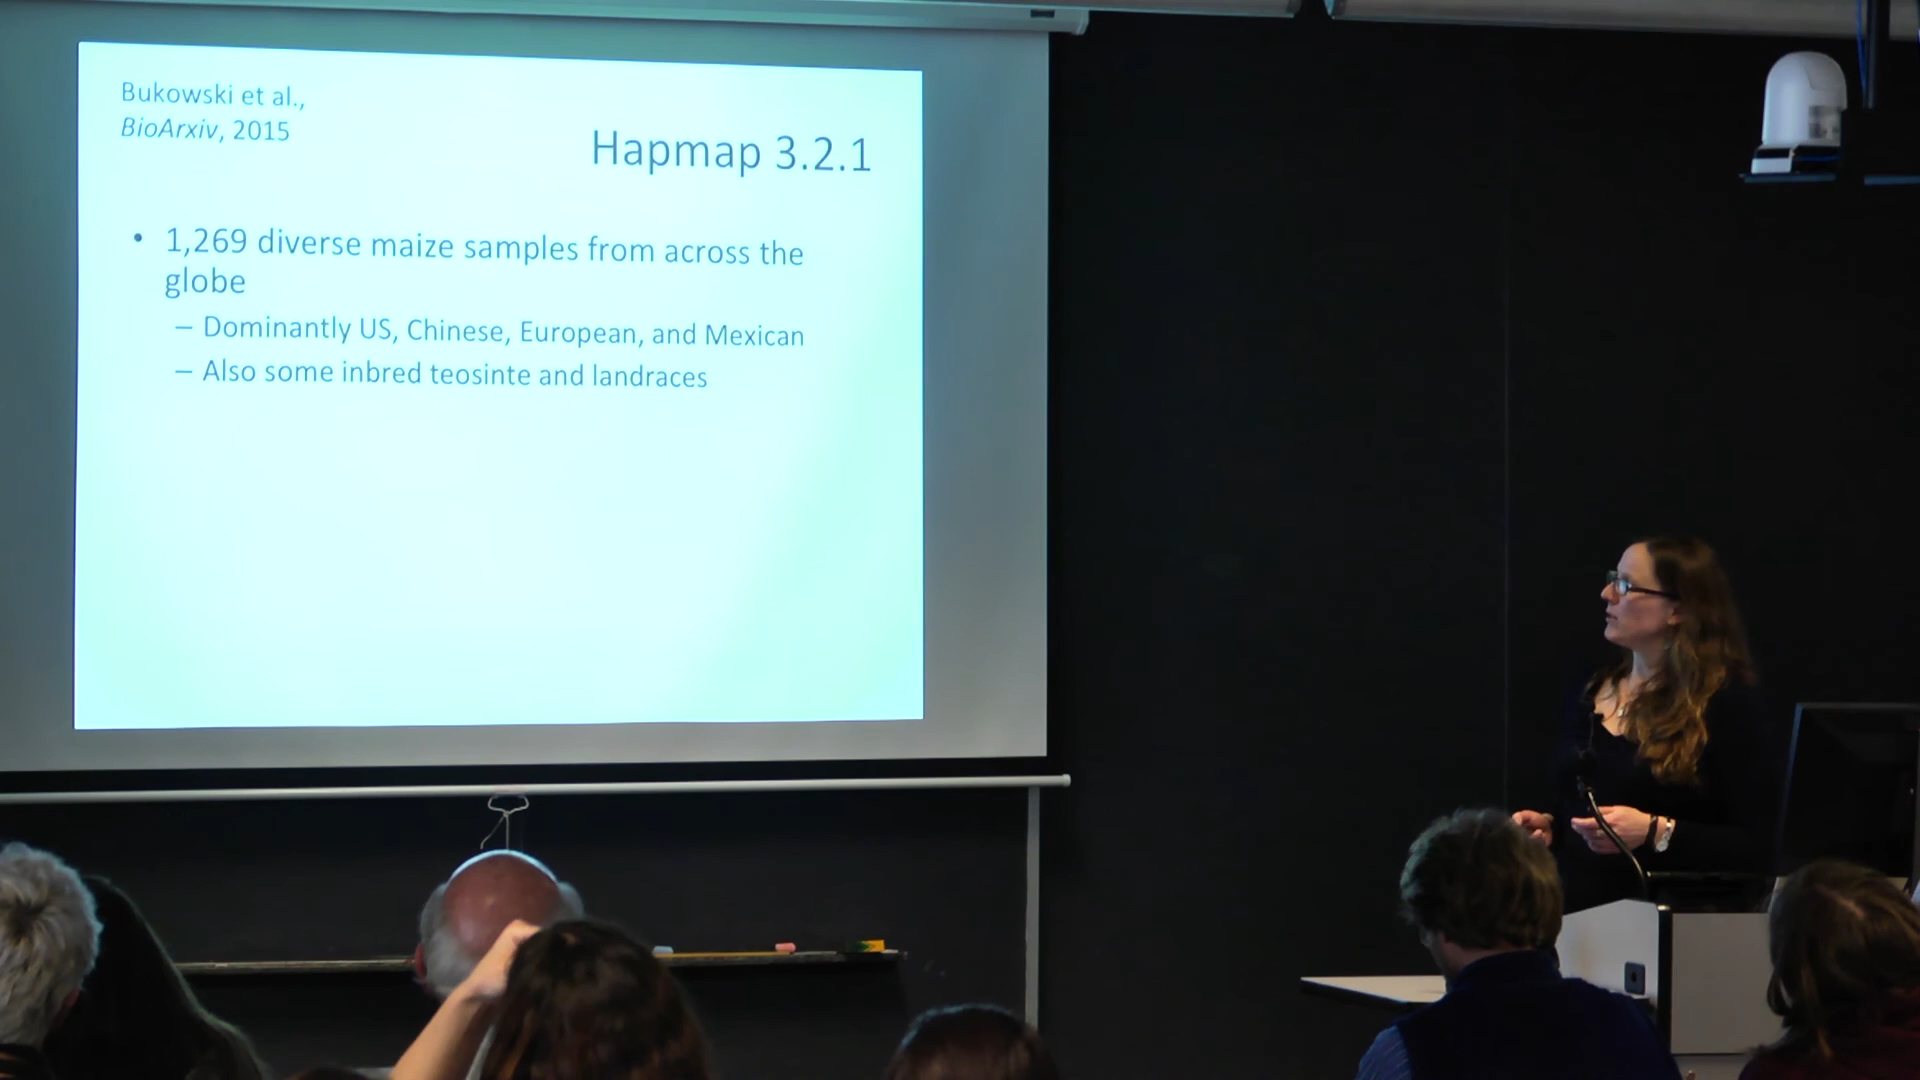 Bukowski et al.,
BioArxiv, 2015
Hapmap 3.2.1
• 1,269 diverse maize samples from across the
globe
– Dominantly US, Chinese, European, and Mexican
– Also some inbred teosinte and landraces